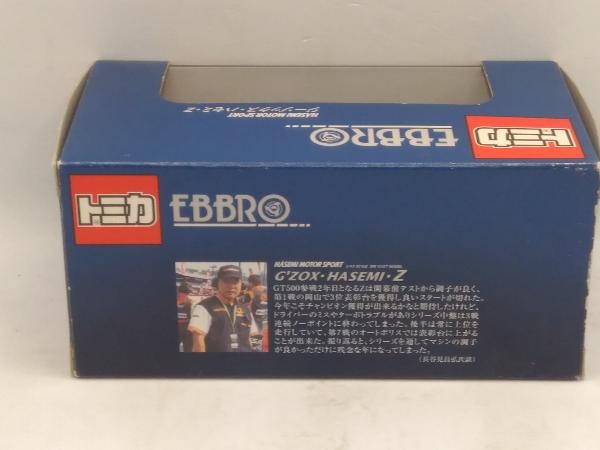 HASEMI MOTOR SPORT
ジーゾックス・ハセミ・Z
EBBRO
トミカ
トミカ
EBBRO
HASEMI MOTOR SPORT
G'ZOX・HASEMI・Z
GT500参戦2年目となるZは開幕前テストから調子が良く、
第1戦の岡山で3位表彰台を獲得し良いスタートが切れた。
今年こそチャンピオン獲得が出来るかなと期待したけれど、
ドライバーのミスやターボトラブルがありシリーズ中盤は3戦
連続ノーポイントに終わってしまった。後半は常に上位を
走行していて、第7戦のオートポリスでは表彰台に上がる
ことが出来た。振り返ると、シリーズを通してマシンの調子
が良かっただけに残念な年になってしまった。
(長谷見昌弘氏談)